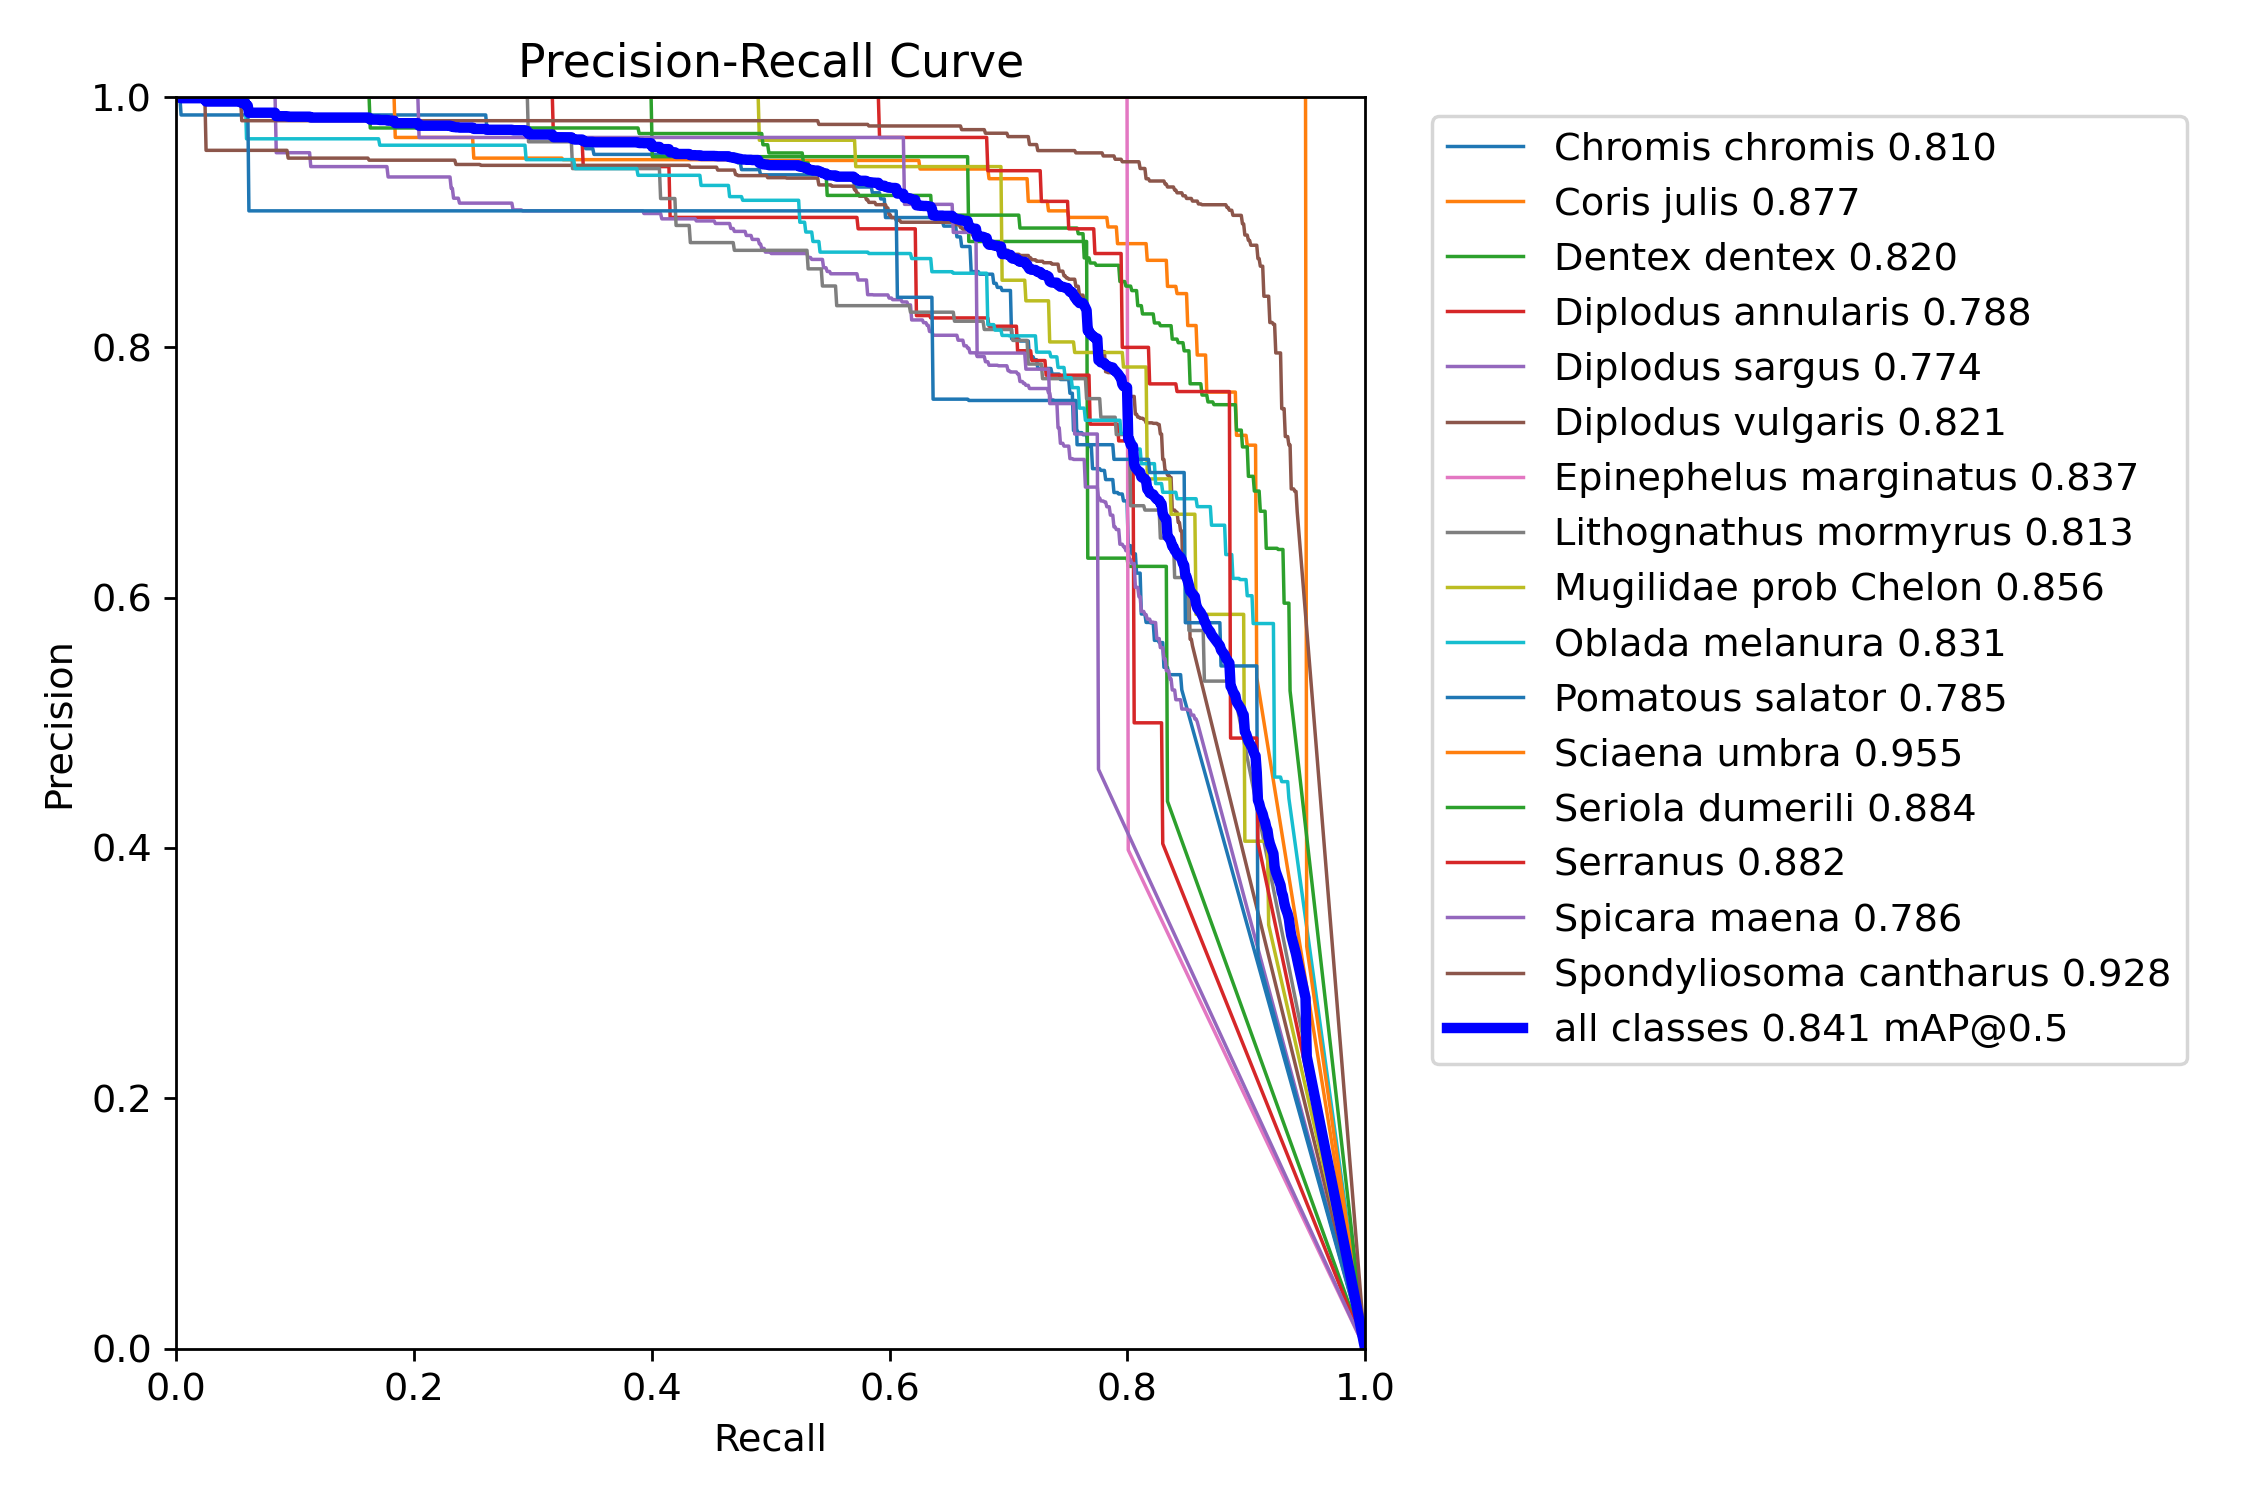 Precision-Recall Curve
1.0
0.8
0.6
0.4
0.2
0.0
Precision
0.0 0.2 0.4 0.6 0.8 1.0
Recall
Chromis chromis 0.810
Coris julis 0.877
Dentex dentex 0.820
Diplodus annularis 0.788
Diplodus sargus 0.774
Diplodus vulgaris 0.821
Epinephelus marginatus 0.837
Lithognathus mormyrus 0.813
Mugilidae prob Chelon 0.856
Oblada melanura 0.831
Pomatous salator 0.785
Sciaena umbra 0.955
Seriola dumerili 0.884
Serranus 0.882
Spicara maena 0.786
Spondyliosoma cantharus 0.928
all classes 0.841 mAP@0.5